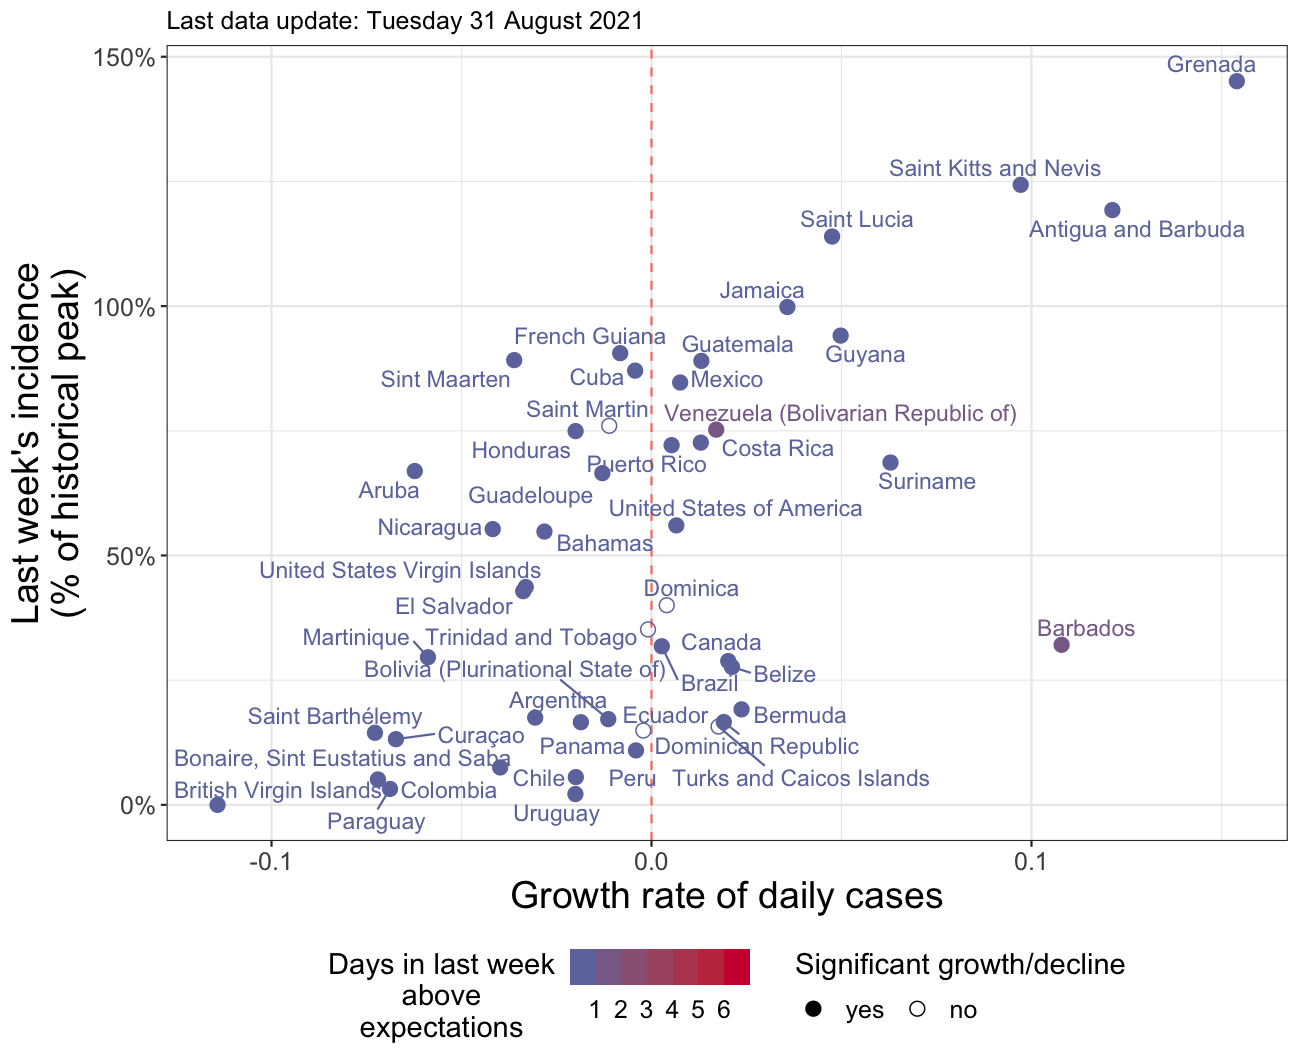 Last data update: Tuesday 31 August 2021
150%
Grenada
Saint Kitts and Nevis
Saint Lucia
Antigua and Barbuda
Jamaica
100%
French Guiana
Guatemala
Guyana
Sint Maarten
Cuba
Mexico
Saint Martin
Venezuela (Bolivarian Republic of)
Honduras
Costa Rica
Puerto Rico
Suriname
Aruba
Guadeloupe
United States of America
Nicaragua
Bahamas
50%
United States Virgin Islands
Dominica
El Salvador
Martinique
Trinidad and Tobago
Canada
Barbados
Bolivia (Plurinational State of)
Brazil
Belize
Argentina
Saint Barthélemy
Ecuador
Bermuda
Curaçao
Panama
Dominican Republic
Bonaire, Sint Eustatius and Saba
Chile
Peru
Turks and Caicos Islands
British Virgin Islands
Colombia
0%
Uruguay
Paraguay
-0.1
0.0
0.1
Last week's incidence
(% of historical peak)
Growth rate of daily cases
Days in last week
above
expectations
1 2 3 4 5 6
Significant growth/decline
yes
no